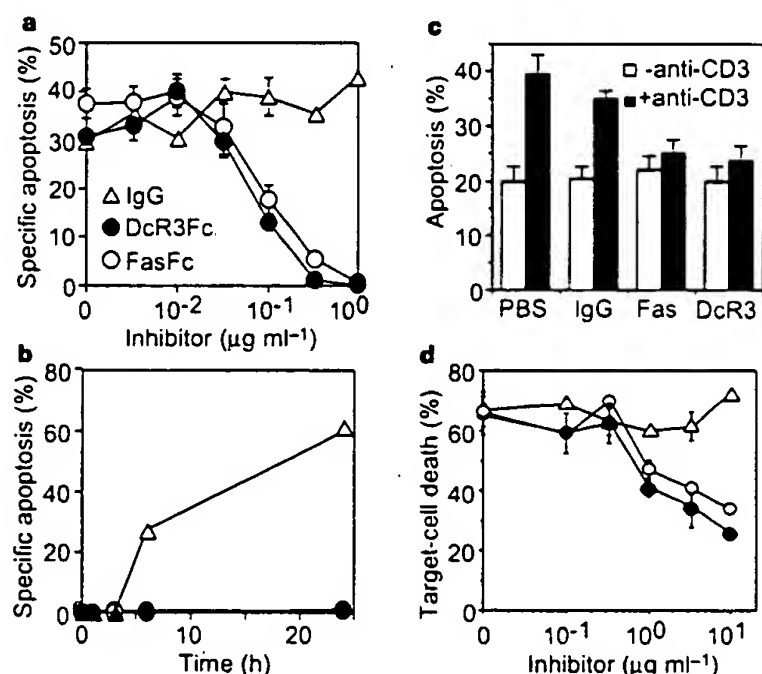 a
Specific apoptosis (%)
50
40
30
20
10
0
IgG
DcR3Fc
FasFc
0 10⁻² 10⁻¹ 10⁰
Inhibitor (µg ml⁻¹)
c
Apoptosis (%)
40
30
20
10
-anti-CD3
+anti-CD3
PBS IgG Fas DcR3
b
Specific apoptosis (%)
80
60
40
20
0
0 10 20
Time (h)
d
Target-cell death (%)
80
60
40
20
0
0 10⁻¹ 10⁰ 10¹
Inhibitor (µg ml⁻¹)